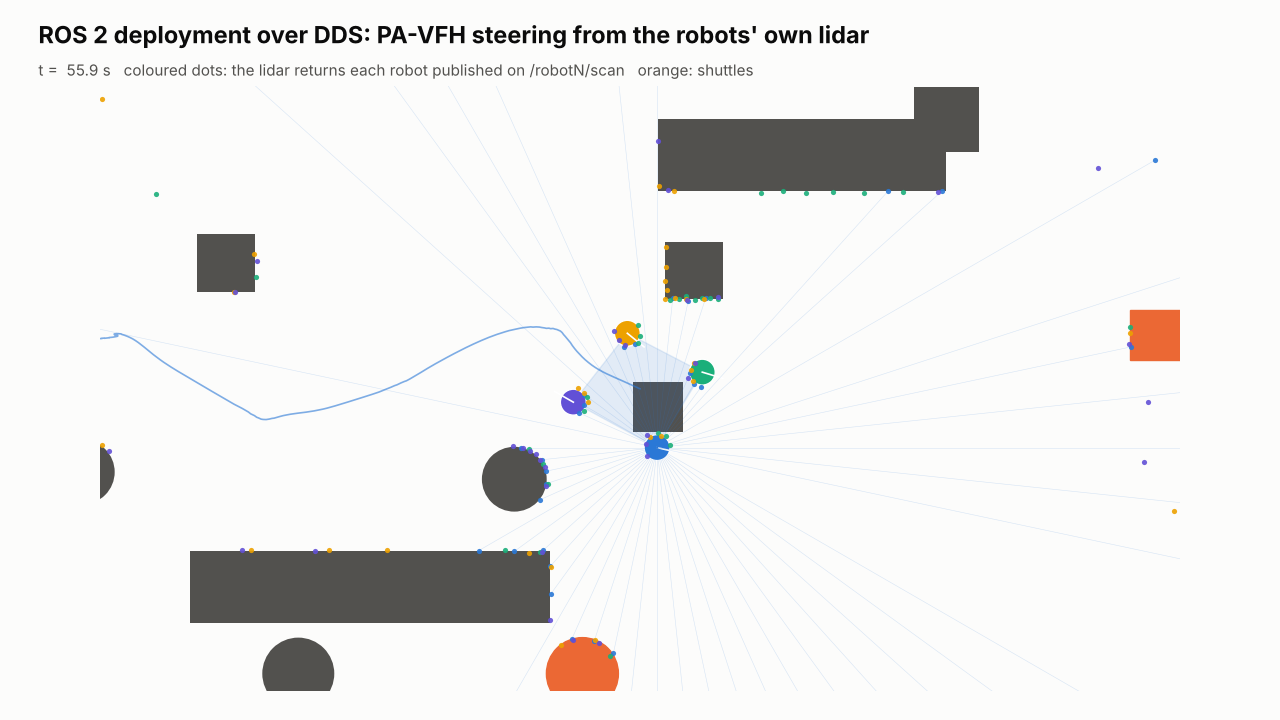 ROS 2 deployment over DDS: PA-VFH steering from the robots' own lidar
t =  55.9 s   coloured dots: the lidar returns each robot published on /robotN/scan   orange: shuttles